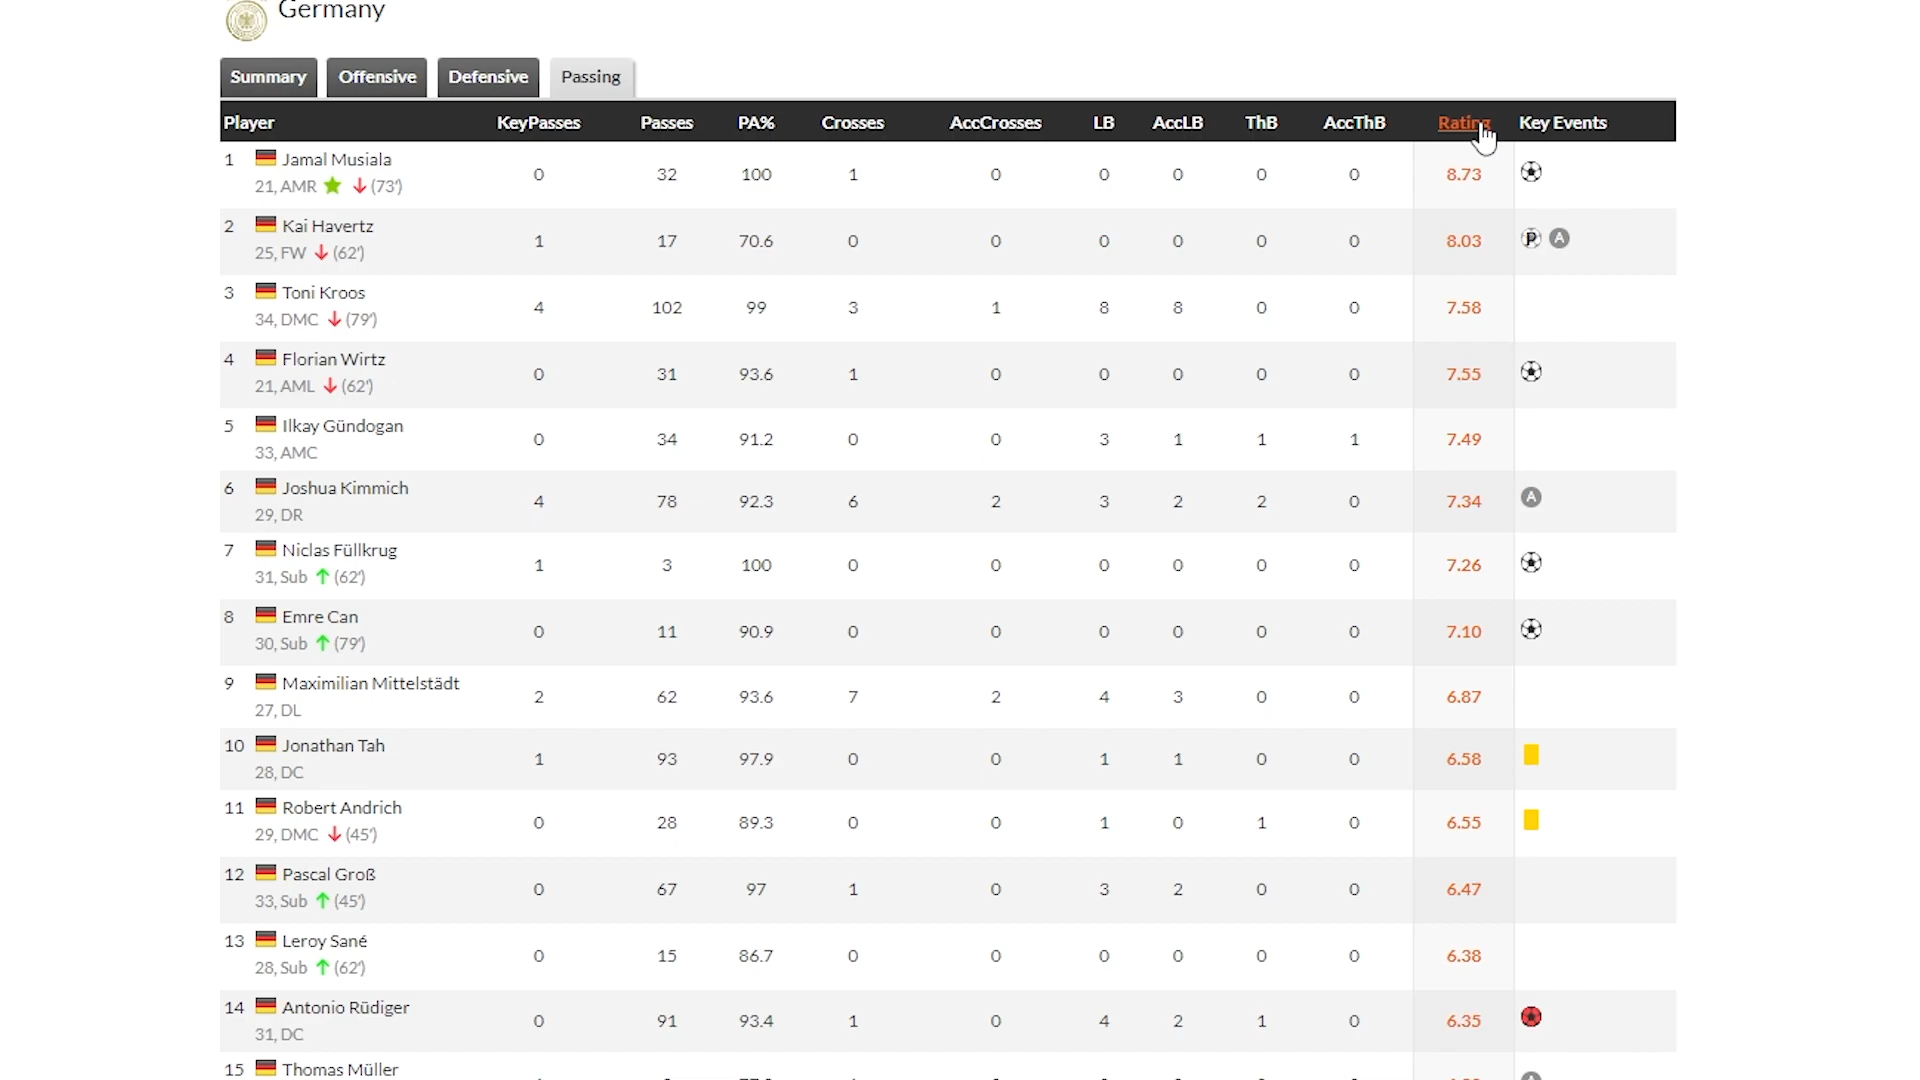 Germany
Summary Offensive Defensive Passing
Player KeyPasses Passes PA% Crosses AccCrosses LB AccLB ThB AccThB Rating Key Events
1 Jamal Musiala
21, AMR (73')
0 32 100 1 0 0 0 0 0 8.73
2 Kai Havertz
25, FW (62')
1 17 70.6 0 0 0 0 0 0 8.03 P A
3 Toni Kroos
34, DMC (79')
4 102 99 3 1 8 8 0 0 7.58
4 Florian Wirtz
21, AML (62')
0 31 93.6 1 0 0 0 0 0 7.55
5 Ilkay Gündogan
33, AMC
0 34 91.2 0 0 3 1 1 1 7.49
6 Joshua Kimmich
29, DR
4 78 92.3 6 2 3 2 2 0 7.34 A
7 Niclas Füllkrug
31, Sub (62')
1 3 100 0 0 0 0 0 0 7.26
8 Emre Can
30, Sub (79')
0 11 90.9 0 0 0 0 0 0 7.10
9 Maximilian Mittelstädt
27, DL
2 62 93.6 7 2 4 3 0 0 6.87
10 Jonathan Tah
28, DC
1 93 97.9 0 0 1 1 0 0 6.58
11 Robert Andrich
29, DMC (45')
0 28 89.3 0 0 1 0 1 0 6.55
12 Pascal Groß
33, Sub (45')
0 67 97 1 0 3 2 0 0 6.47
13 Leroy Sané
28, Sub (62')
0 15 86.7 0 0 0 0 0 0 6.38
14 Antonio Rüdiger
31, DC
0 91 93.4 1 0 4 2 1 0 6.35
15 Thomas Müller